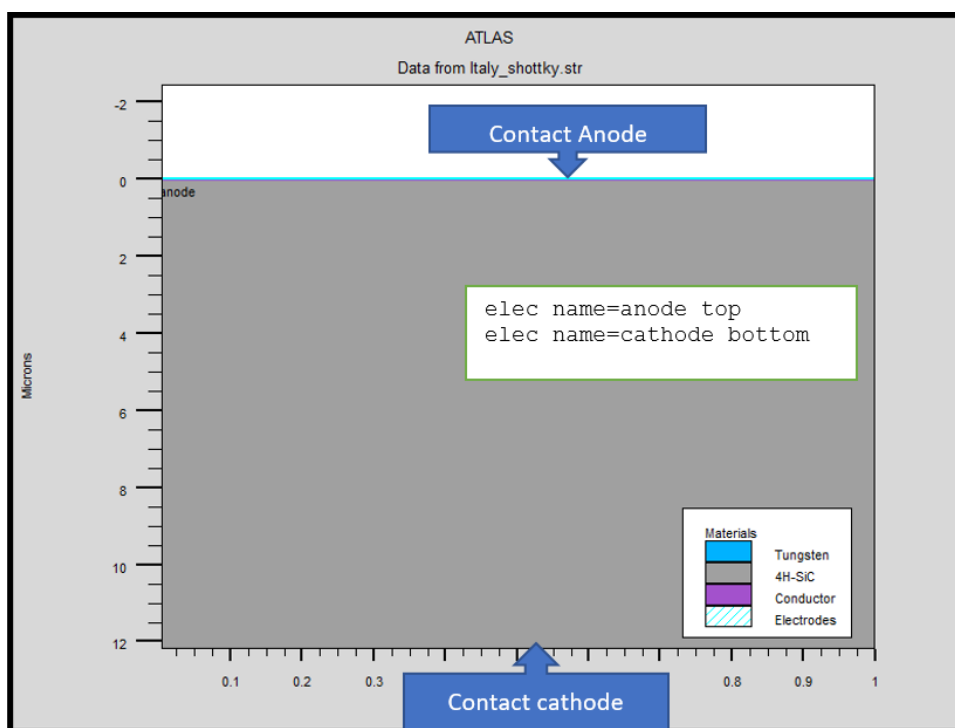 ATLAS
Data from Italy_shottky.str
-2
Contact Anode
0
anode
2
elec name=anode top
elec name=cathode bottom
4
Microns
6
8
Materials
Tungsten
4H-SiC
Conductor
Electrodes
10
12
0.1 0.2 0.3 0.8 0.9 1
Contact cathode